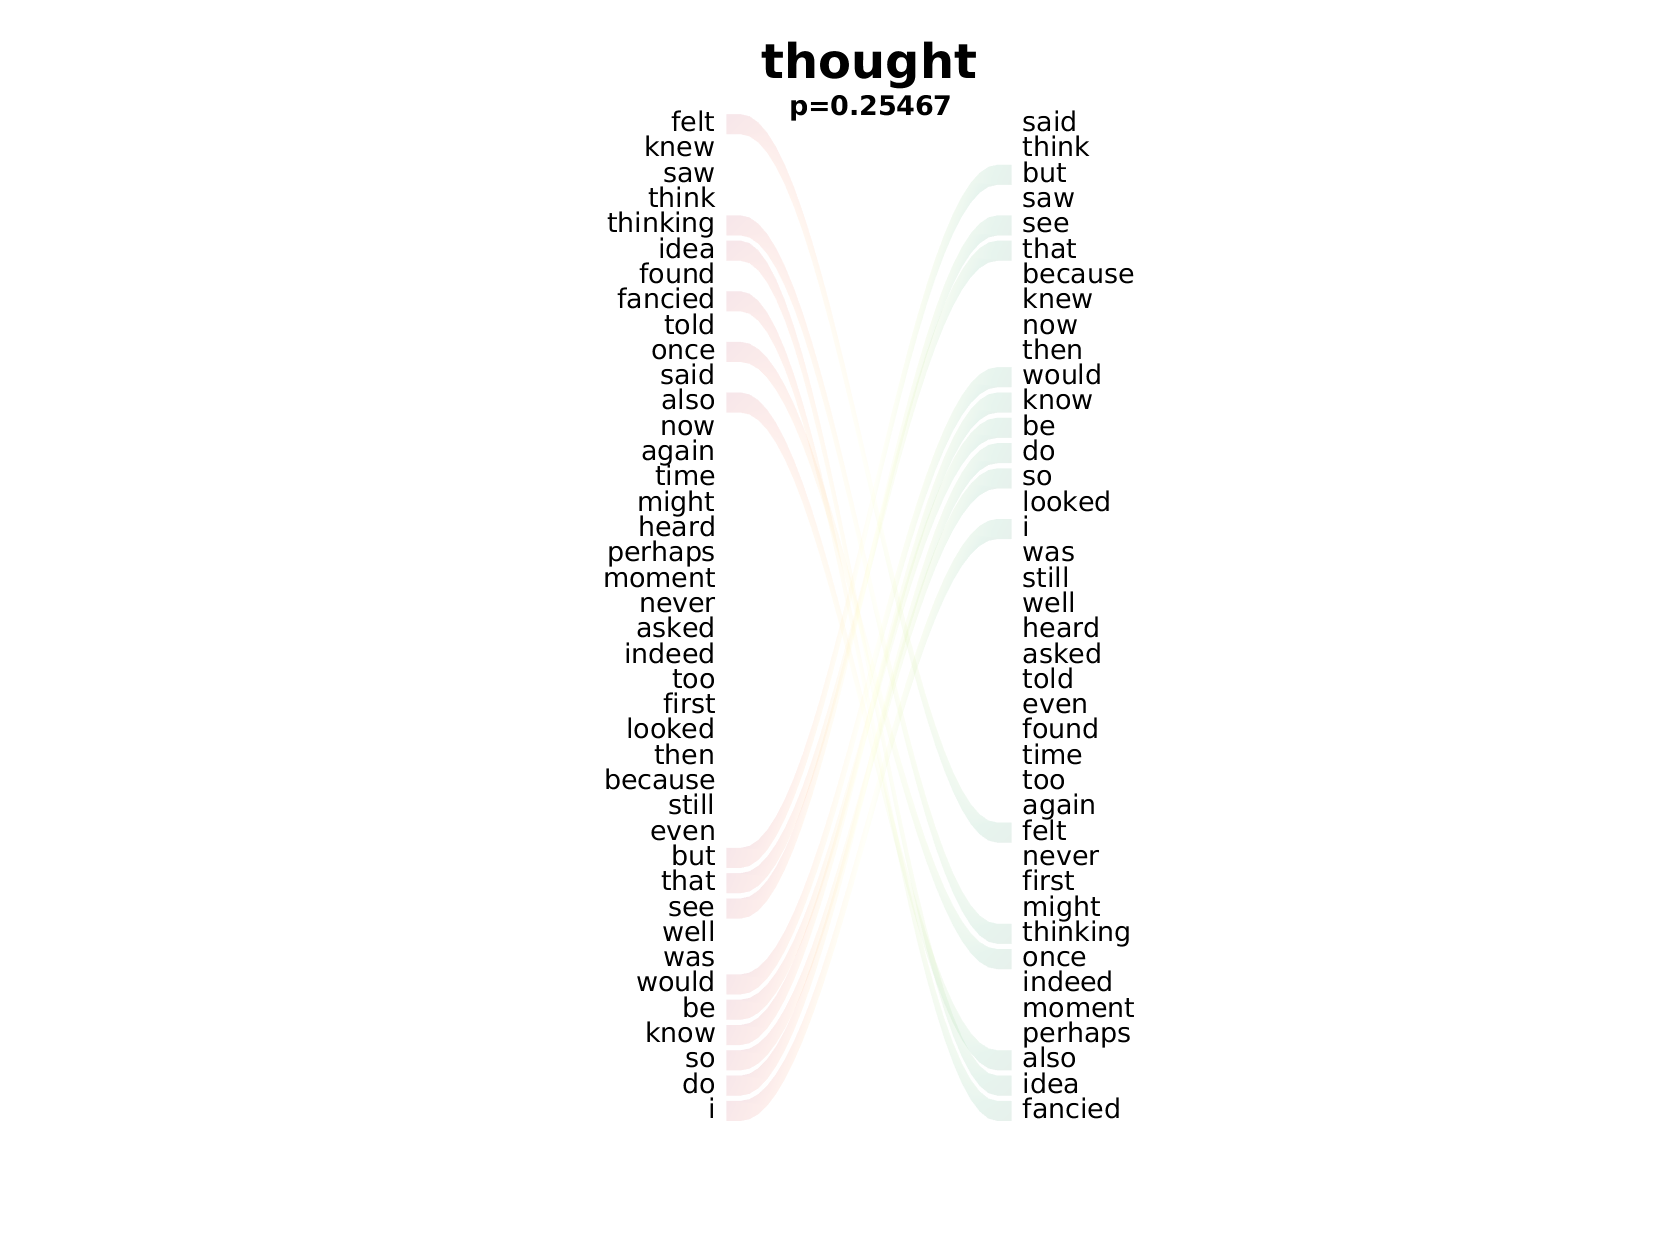 thought
p=0.25467
felt said
knew think
saw but
think saw
thinking see
idea that
found because
fancied knew
told now
once then
said would
also know
now be
again do
time so
might looked
heard i
perhaps was
moment still
never well
asked heard
indeed asked
too told
first even
looked found
then time
because too
still again
even felt
but never
that first
see might
well thinking
was once
would indeed
be moment
know perhaps
so also
do idea
i fancied